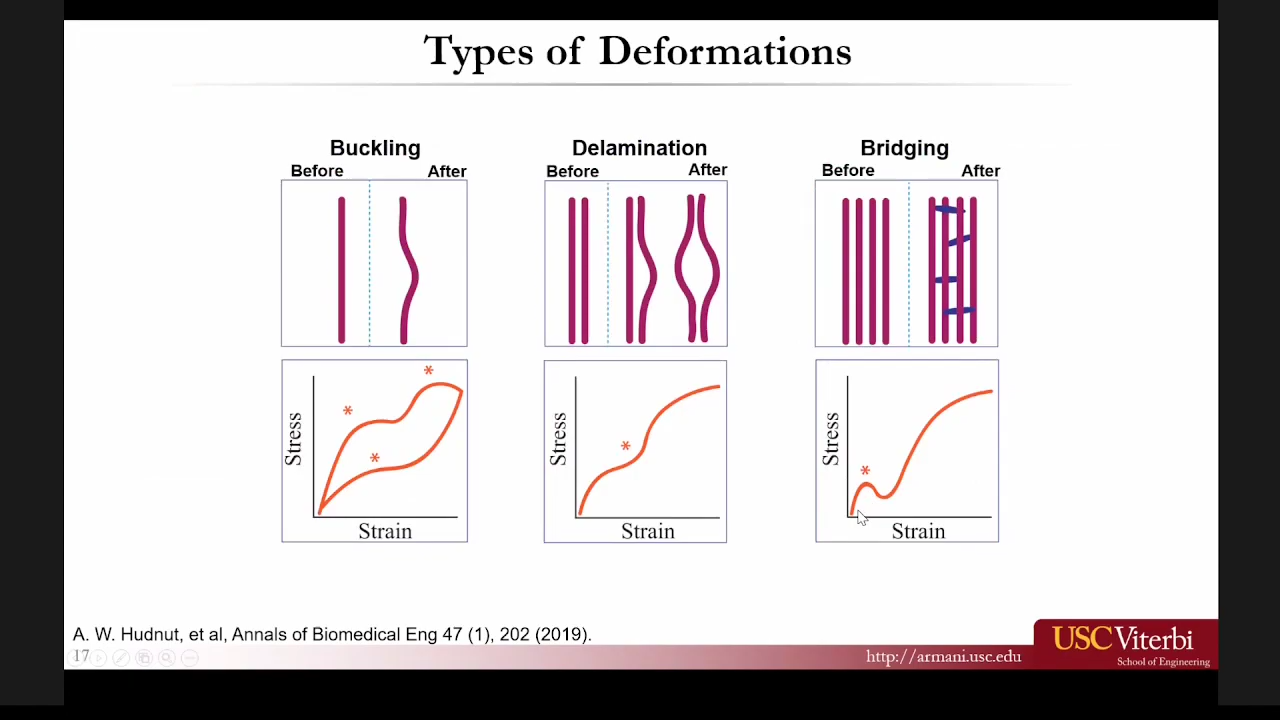 Types of Deformations
Buckling
Before After
Delamination
Before After
Bridging
Before After
*
*
*
Stress
Strain
*
Stress
Strain
*
Stress
Strain
A. W. Hudnut, et al, Annals of Biomedical Eng 47 (1), 202 (2019).
17
http://armani.usc.edu
USC Viterbi
School of Engineering